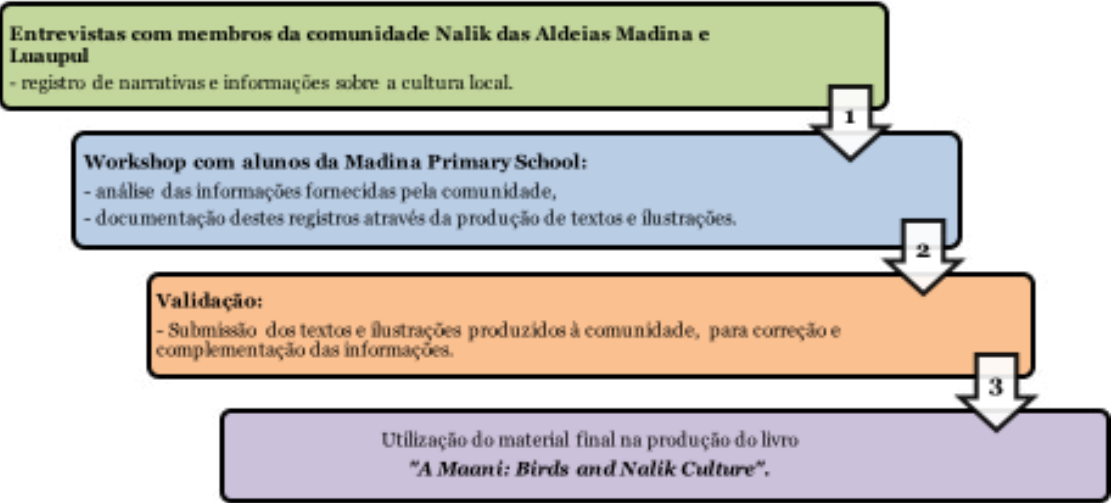 Entrevistas com membros da comunidade Nalik das Aldeias Madina e
Luaupul
- registro de narrativas e informações sobre a cultura local.
1
Workshop com alunos da Madina Primary School:
- análise das informações fornecidas pela comunidade,
- documentação destes registros através da produção de textos e ilustrações.
2
Validação:
- Submissão dos textos e ilustrações produzidos à comunidade, para correção e
complementação das informações.
3
Utilização do material final na produção do livro
"A Maani: Birds and Nalik Culture".